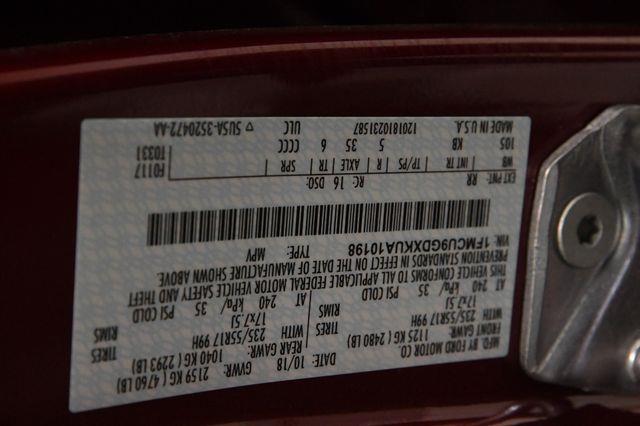 MFD. BY FORD MOTOR CO.
DATE: 10/18 GVWR: 2159 KG ( 4760 LB)
FRONT GAWR: REAR GAWR:
1125 KG ( 2480 LB) 1040 KG ( 2293 LB)
WITH TIRES WITH TIRES
235/55R17 99H 235/55R17 99H
17x7.5J RIMS 17x7.5J RIMS
AT 240 kPa/ 35 PSI COLD AT 240 kPa/ 35 PSI COLD
THIS VEHICLE CONFORMS TO ALL APPLICABLE FEDERAL MOTOR VEHICLE SAFETY AND THEFT
PREVENTION STANDARDS IN EFFECT ON THE DATE OF MANUFACTURE SHOWN ABOVE.
VIN: 1FMCU9GDXKUA10198
MPV
EXT PNT: RR RC: 16 DSO: F0117
T0331
WB INTR TR TP/PS R AXLE TR SPR
105 KB 5 35 6 CCCC
MADE IN U.S.A. 1201810231587 ULC ▽ 5USA-3520472-AA